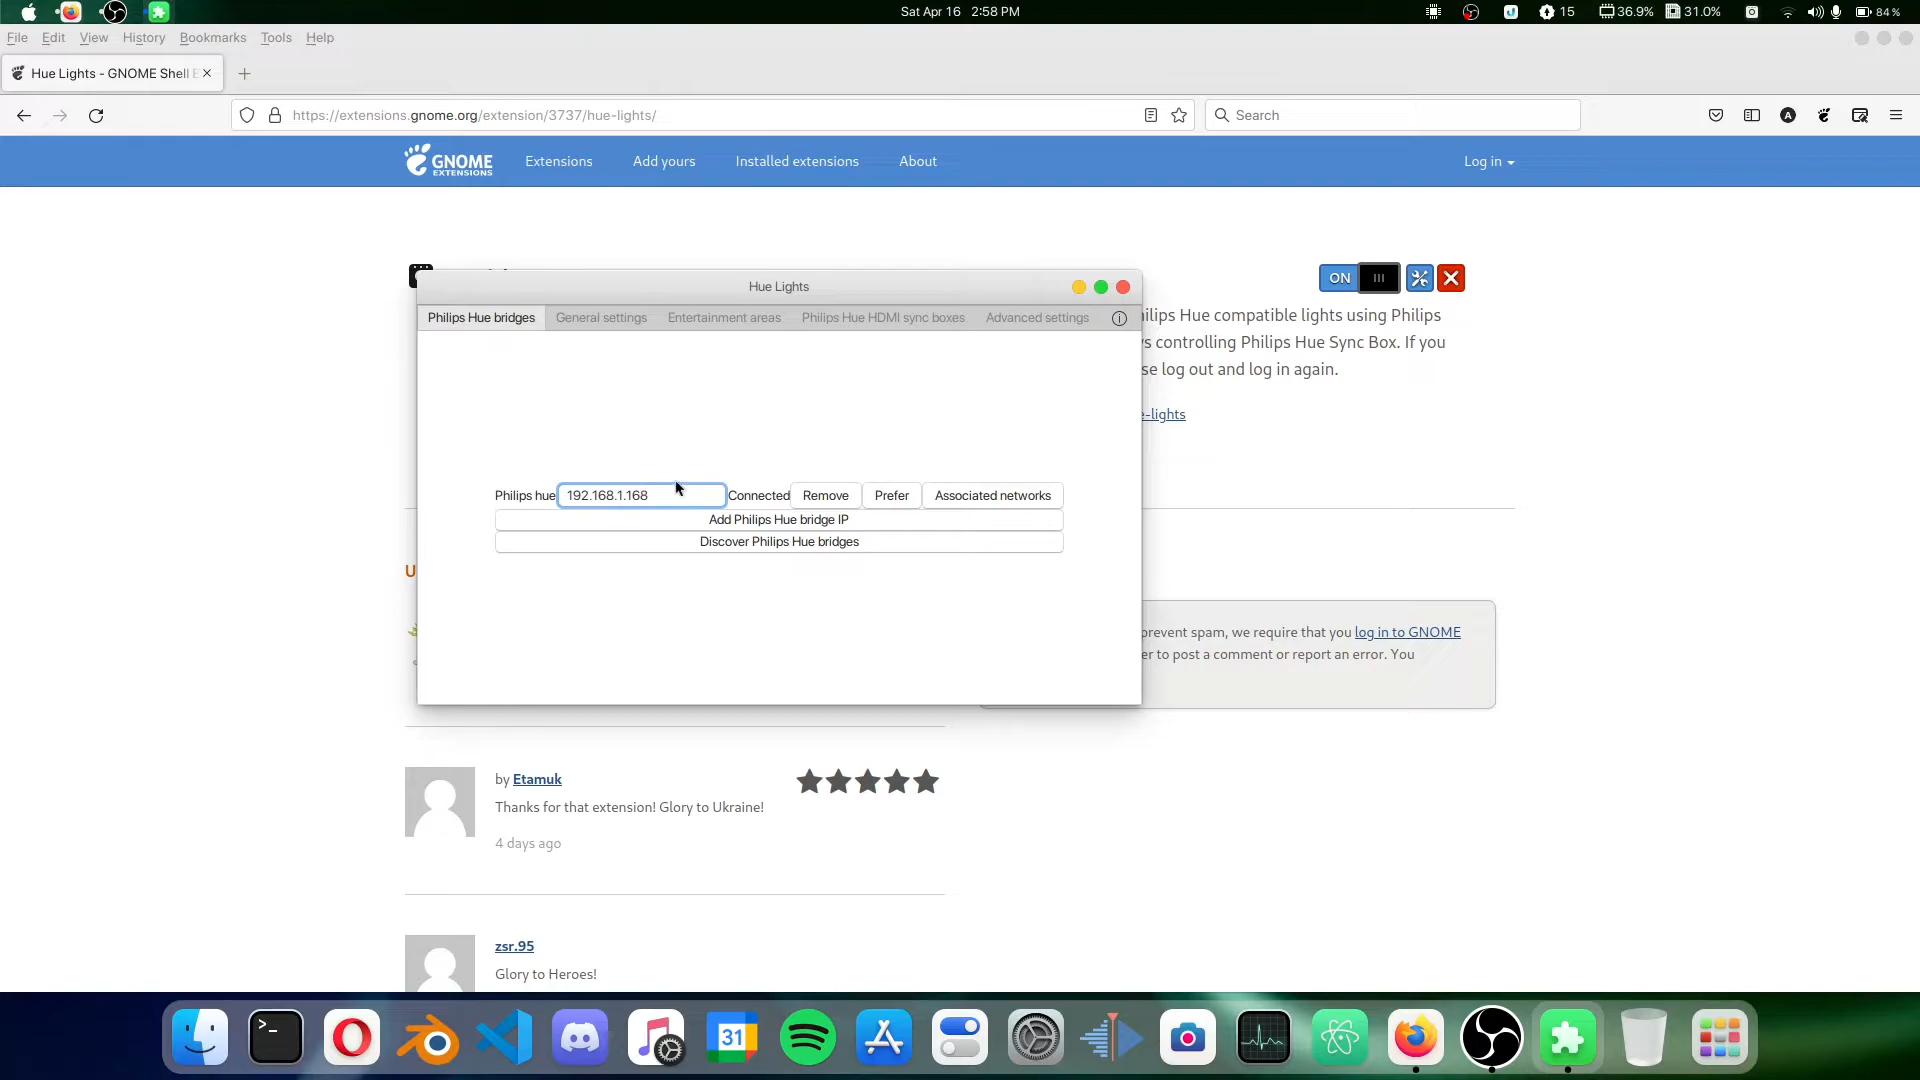 Sat Apr 16 2:58 PM
15
36.9%
31.0%
84 %
File Edit View History Bookmarks Tools Help
Hue Lights - GNOME Shell E
https://extensions.gnome.org/extension/3737/hue-lights/
Search
GNOME
EXTENSIONS
Extensions Add yours Installed extensions About
Log in
ON
Hue Lights
Philips Hue bridges General settings Entertainment areas Philips Hue HDMI sync boxes Advanced settings
ilips Hue compatible lights using Philips
s controlling Philips Hue Sync Box. If you
se log out and log in again.
e-lights
Philips hue 192.168.1.168 Connected Remove Prefer Associated networks
Add Philips Hue bridge IP
Discover Philips Hue bridges
U
prevent spam, we require that you log in to GNOME
er to post a comment or report an error. You
by Etamuk
Thanks for that extension! Glory to Ukraine!
4 days ago
zsr.95
Glory to Heroes!
>_
31